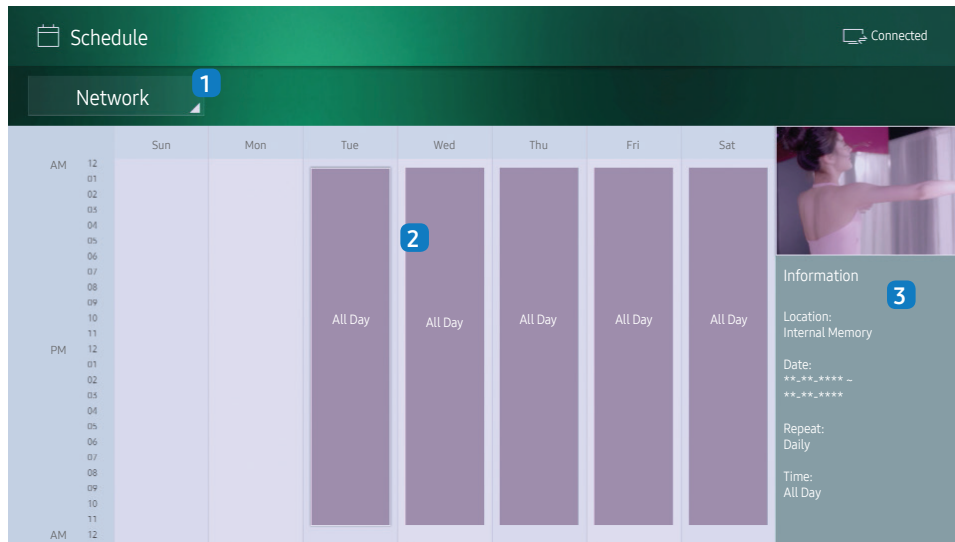 Schedule
Connected
Network
1
Sun Mon Tue Wed Thu Fri Sat
AM 12
01
02
03
04
05
06
07
08
09
10
11
PM 12
01
02
03
04
05
06
07
08
09
10
11
AM 12
2
All Day All Day All Day All Day All Day
Information
3
Location:
Internal Memory
Date:
**-**-**** ~
**-**-****
Repeat:
Daily
Time:
All Day